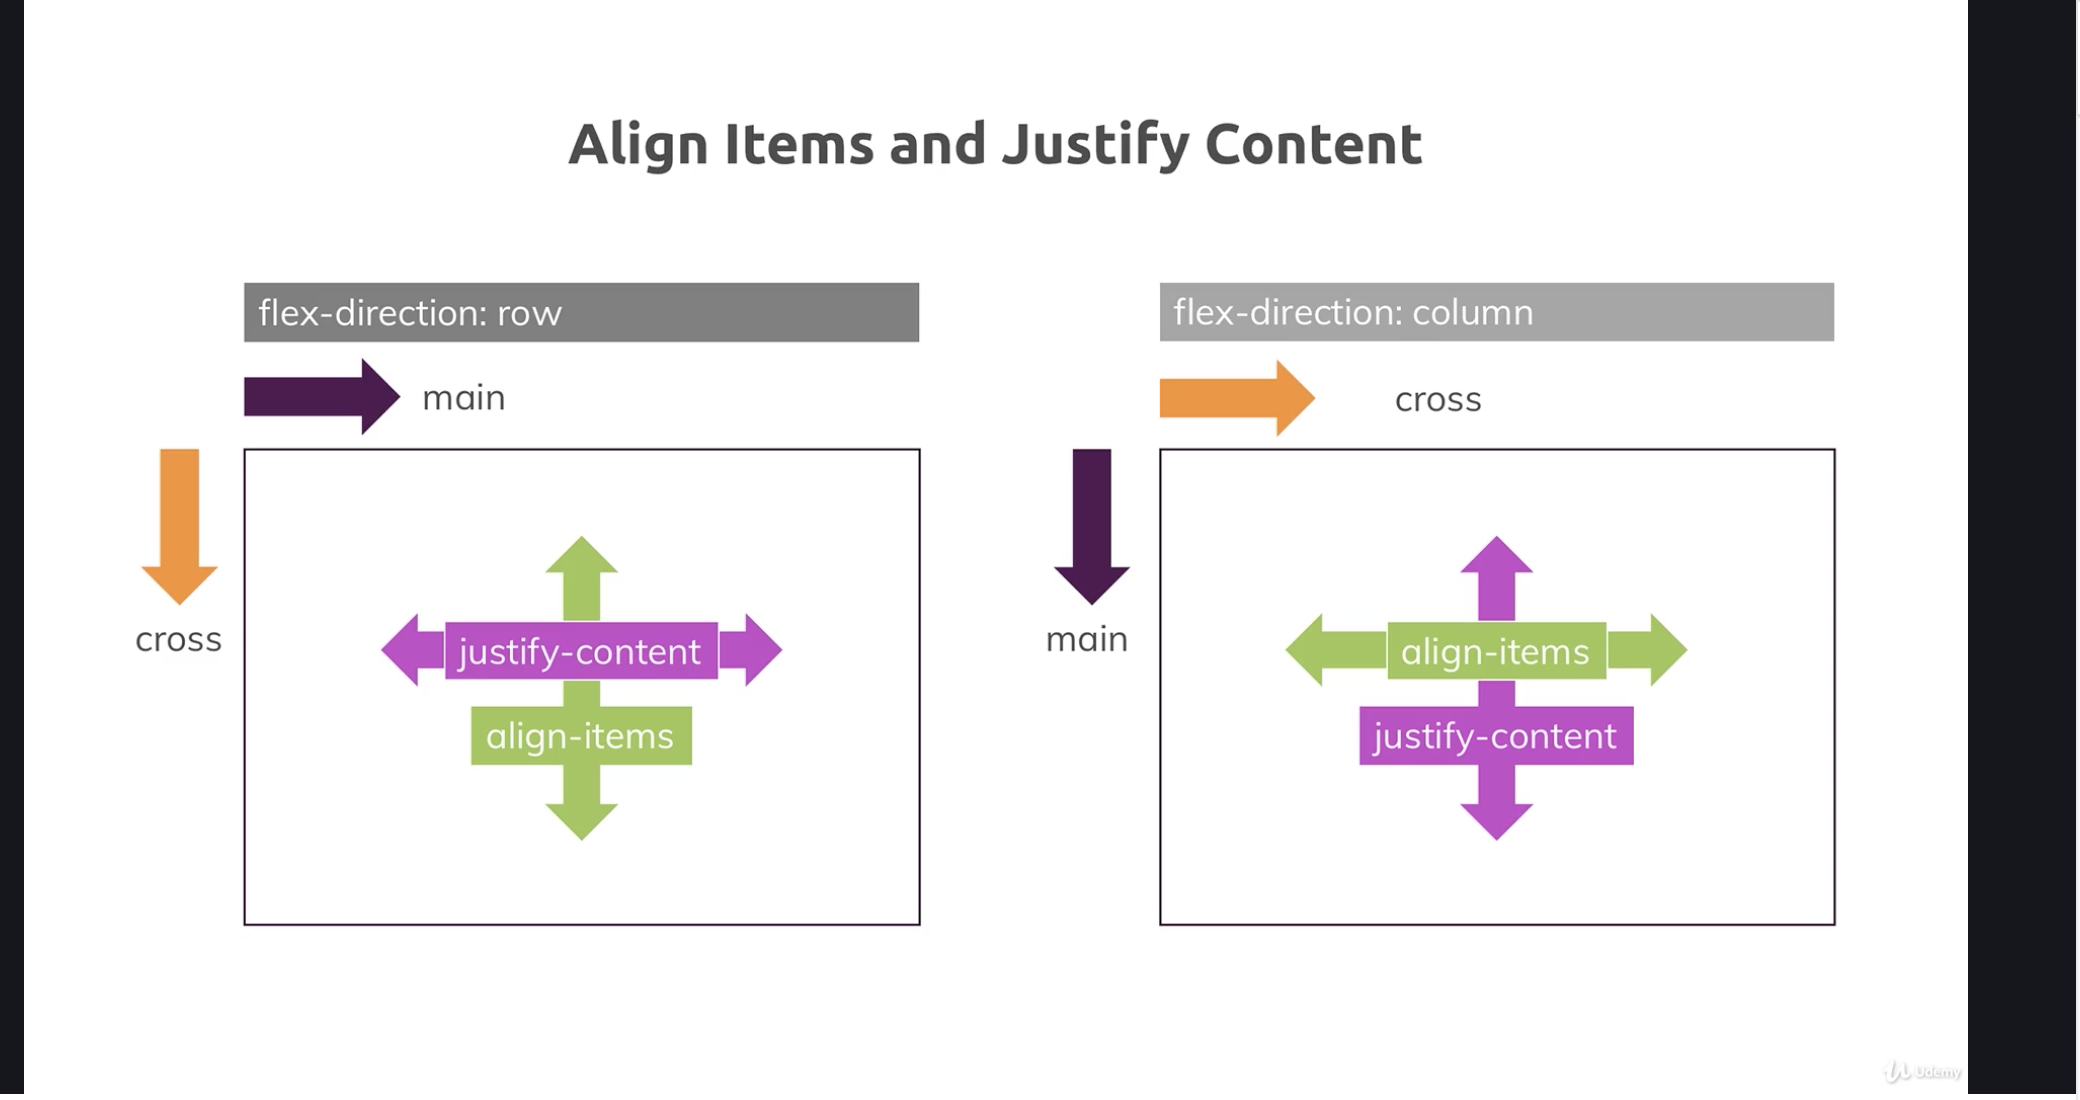 Align Items and Justify Content
flex-direction: row
main
cross
justify-content
align-items
flex-direction: column
cross
main
align-items
justify-content
Udemy